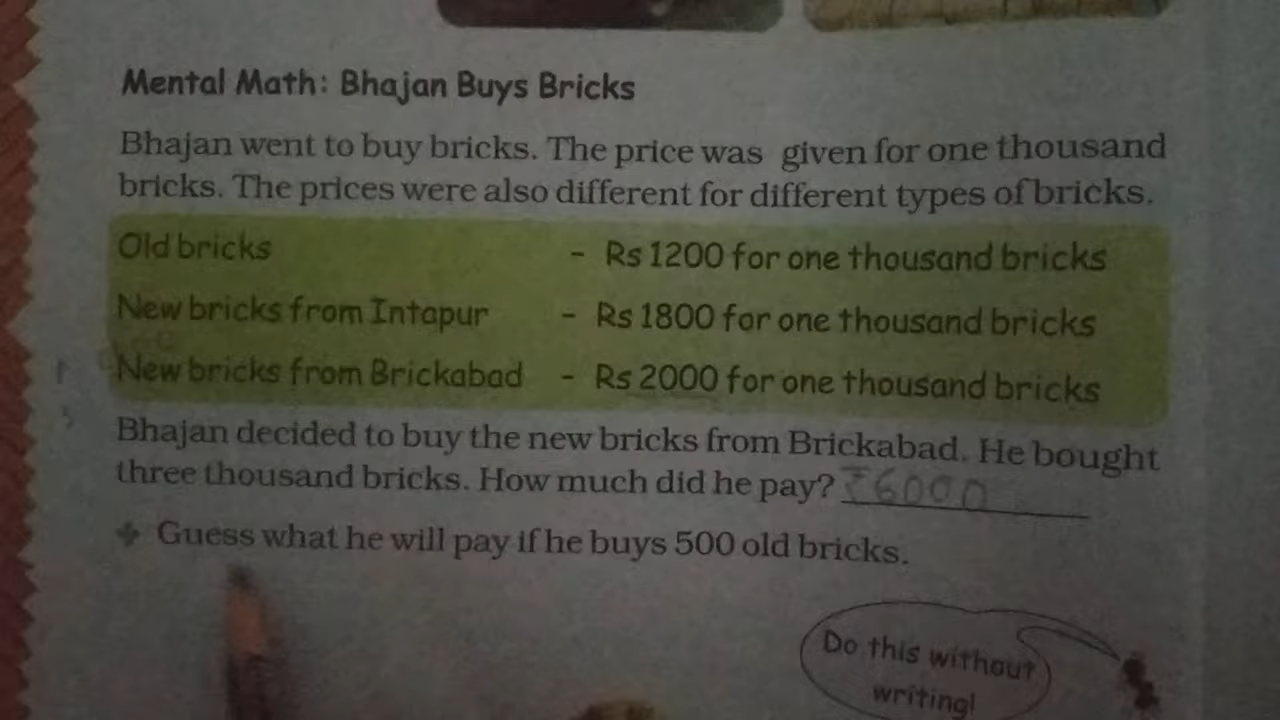 Mental Math: Bhajan Buys Bricks
Bhajan went to buy bricks. The price was given for one thousand
bricks. The prices were also different for different types of bricks.
Old bricks - Rs 1200 for one thousand bricks
New bricks from Intapur - Rs 1800 for one thousand bricks
New bricks from Brickabad - Rs 2000 for one thousand bricks
Bhajan decided to buy the new bricks from Brickabad. He bought
three thousand bricks. How much did he pay? ₹6000
Guess what he will pay if he buys 500 old bricks.
Do this without
writing!